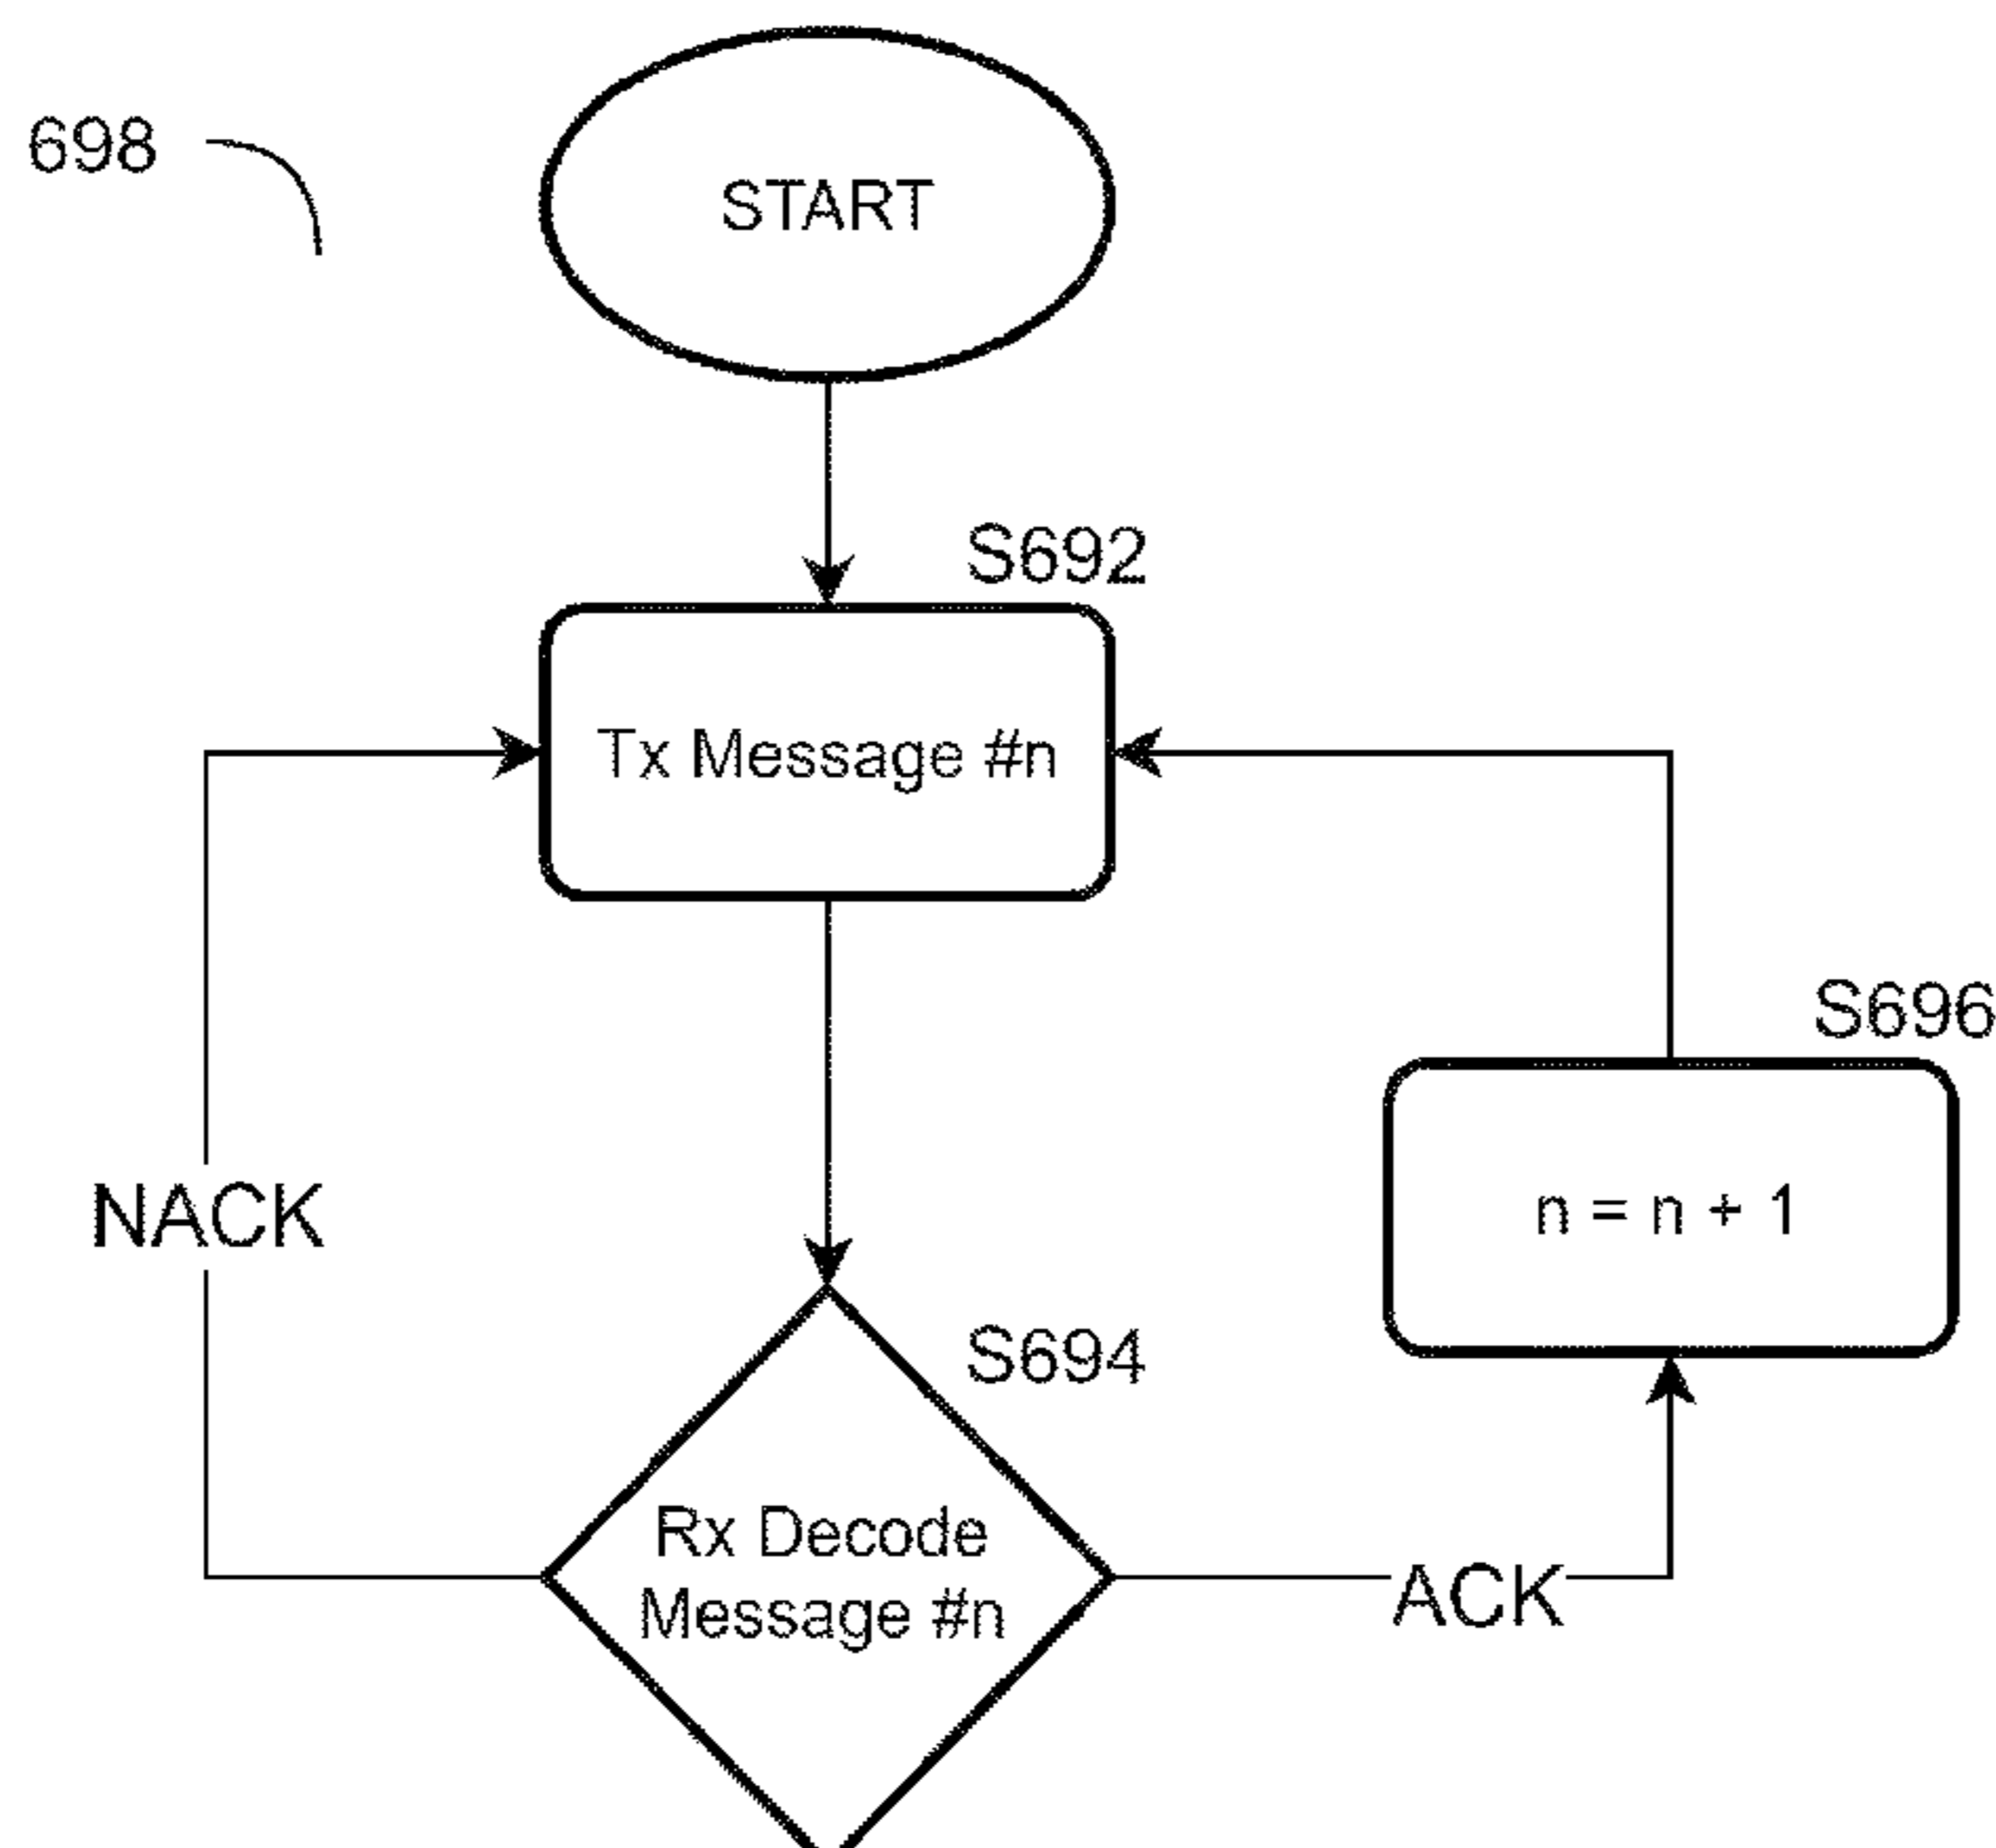 698
START
S692
Tx Message #n
S696
n = n + 1
NACK
S694
Rx Decode
Message #n
ACK